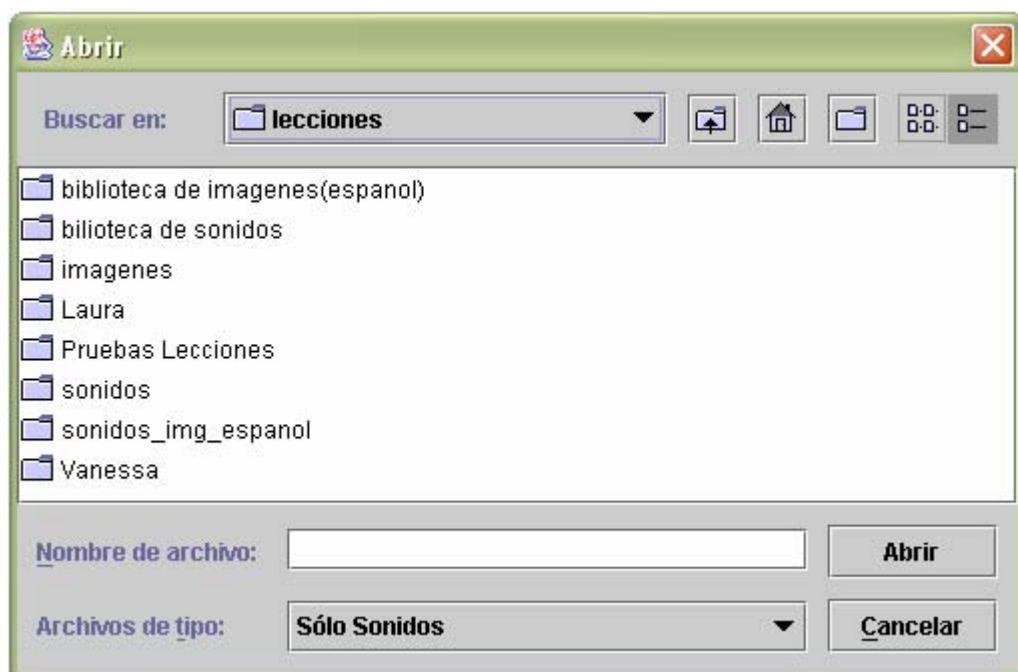 Abrir
Buscar en: lecciones
biblioteca de imagenes(espanol)
bilioteca de sonidos
imagenes
Laura
Pruebas Lecciones
sonidos
sonidos_img_espanol
Vanessa
Nombre de archivo: Abrir
Archivos de tipo: Sólo Sonidos Cancelar